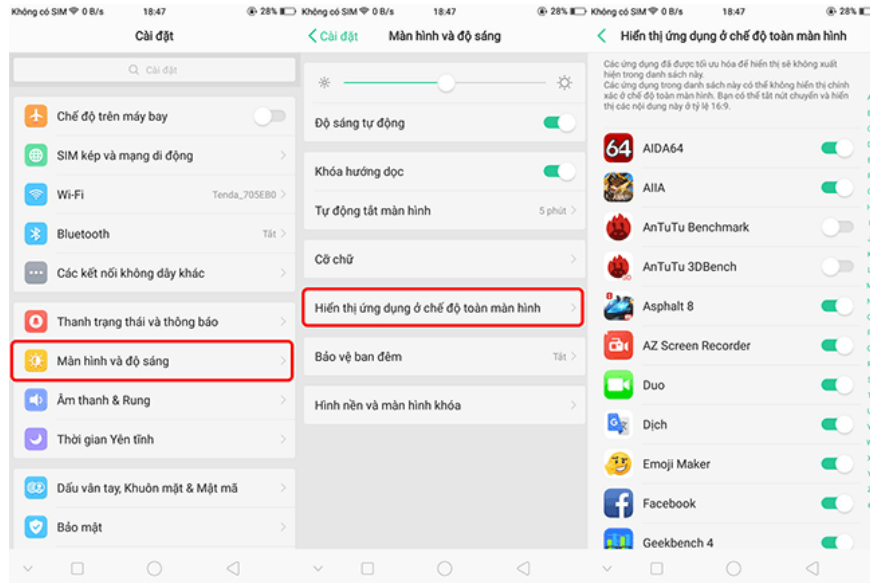 Không có SIM 0 B/s 18:47 28%
Cài đặt
Cài đặt
Chế độ trên máy bay
SIM kép và mạng di động
Wi-Fi Tenda_705EB0
Bluetooth Tắt
Các kết nối không dây khác
Thanh trạng thái và thông báo
Màn hình và độ sáng
Âm thanh & Rung
Thời gian Yên tĩnh
Dấu vân tay, Khuôn mặt & Mật mã
Bảo mật
Không có SIM 0 B/s 18:47 28%
Cài đặt Màn hình và độ sáng
Độ sáng tự động
Khóa hướng dọc
Tự động tắt màn hình 5 phút
Cỡ chữ
Hiển thị ứng dụng ở chế độ toàn màn hình
Bảo vệ ban đêm Tắt
Hình nền và màn hình khóa
Không có SIM 0 B/s 18:47 28%
Hiển thị ứng dụng ở chế độ toàn màn hình
Các ứng dụng đã được tối ưu hóa để hiển thị sẽ không xuất
hiện trong danh sách này.
Các ứng dụng trong danh sách này có thể không hiển thị chính
xác ở chế độ toàn màn hình. Bạn có thể tắt nút chuyển và hiển
thị các nội dung này ở tỷ lệ 16:9.
64 AIDA64
AIIA
AnTuTu Benchmark
AnTuTu 3DBench
Asphalt 8
AZ Screen Recorder
Duo
Dịch
Emoji Maker
Facebook
Geekbench 4